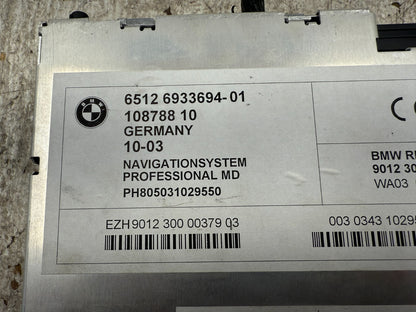 BMW
6512 6933694-01
108788 10
GERMANY
10-03
NAVIGATIONSYSTEM
PROFESSIONAL MD
PH805031029550
EZH 9012 300 00379 03
BMW
9012 30
WA03
003 0343 1029